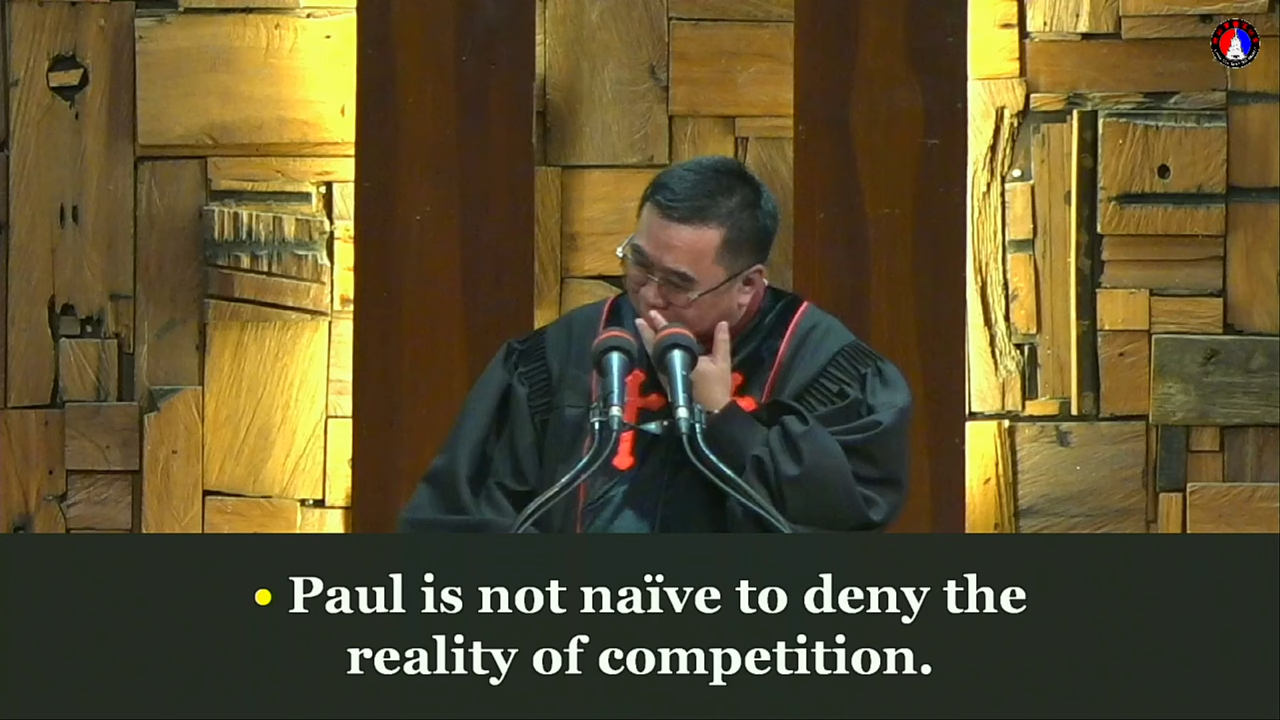 • Paul is not naïve to deny the
reality of competition.